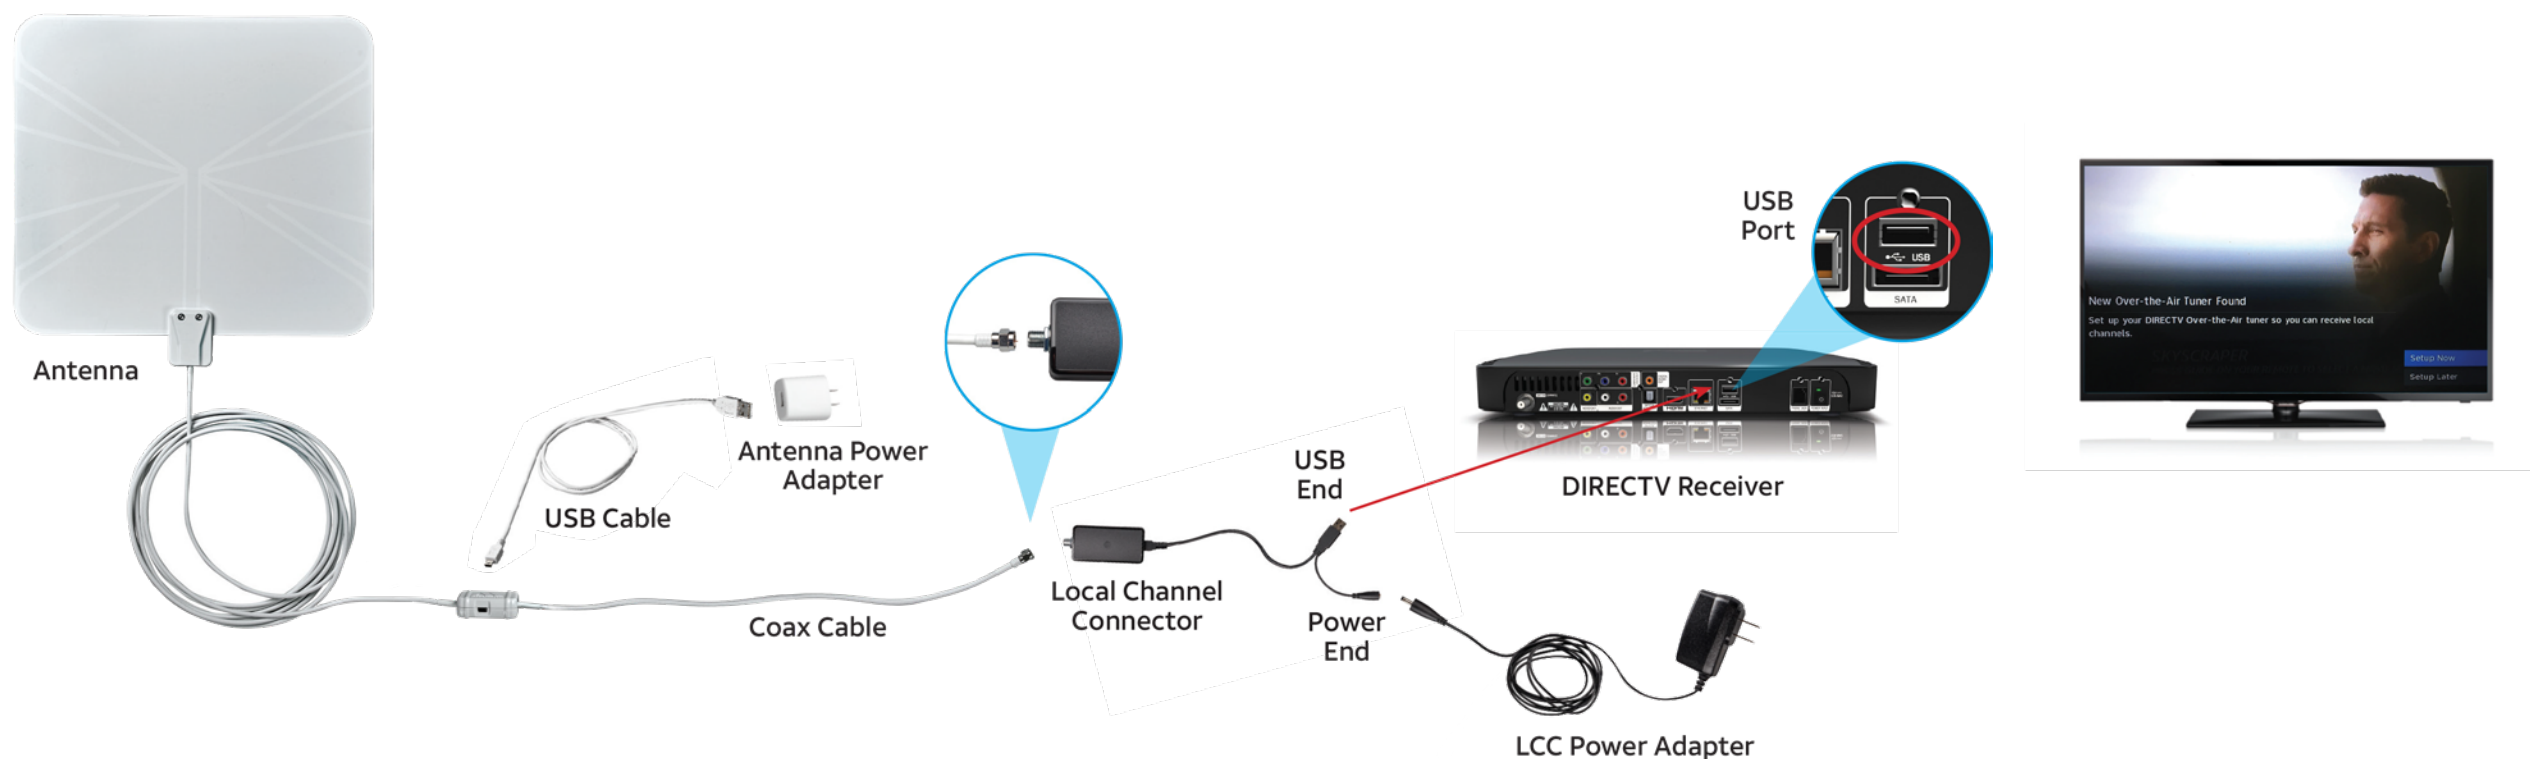 Antenna
USB Cable
Antenna Power
Adapter
Coax Cable
Local Channel
Connector
USB
End
Power
End
LCC Power Adapter
DIRECTV Receiver
USB
Port
USB
SATA
New Over-the-Air Tuner Found
Set up your DIRECTV Over-the-Air tuner so you can receive local
channels.
SKYSCRAPER
Setup Now
Setup Later